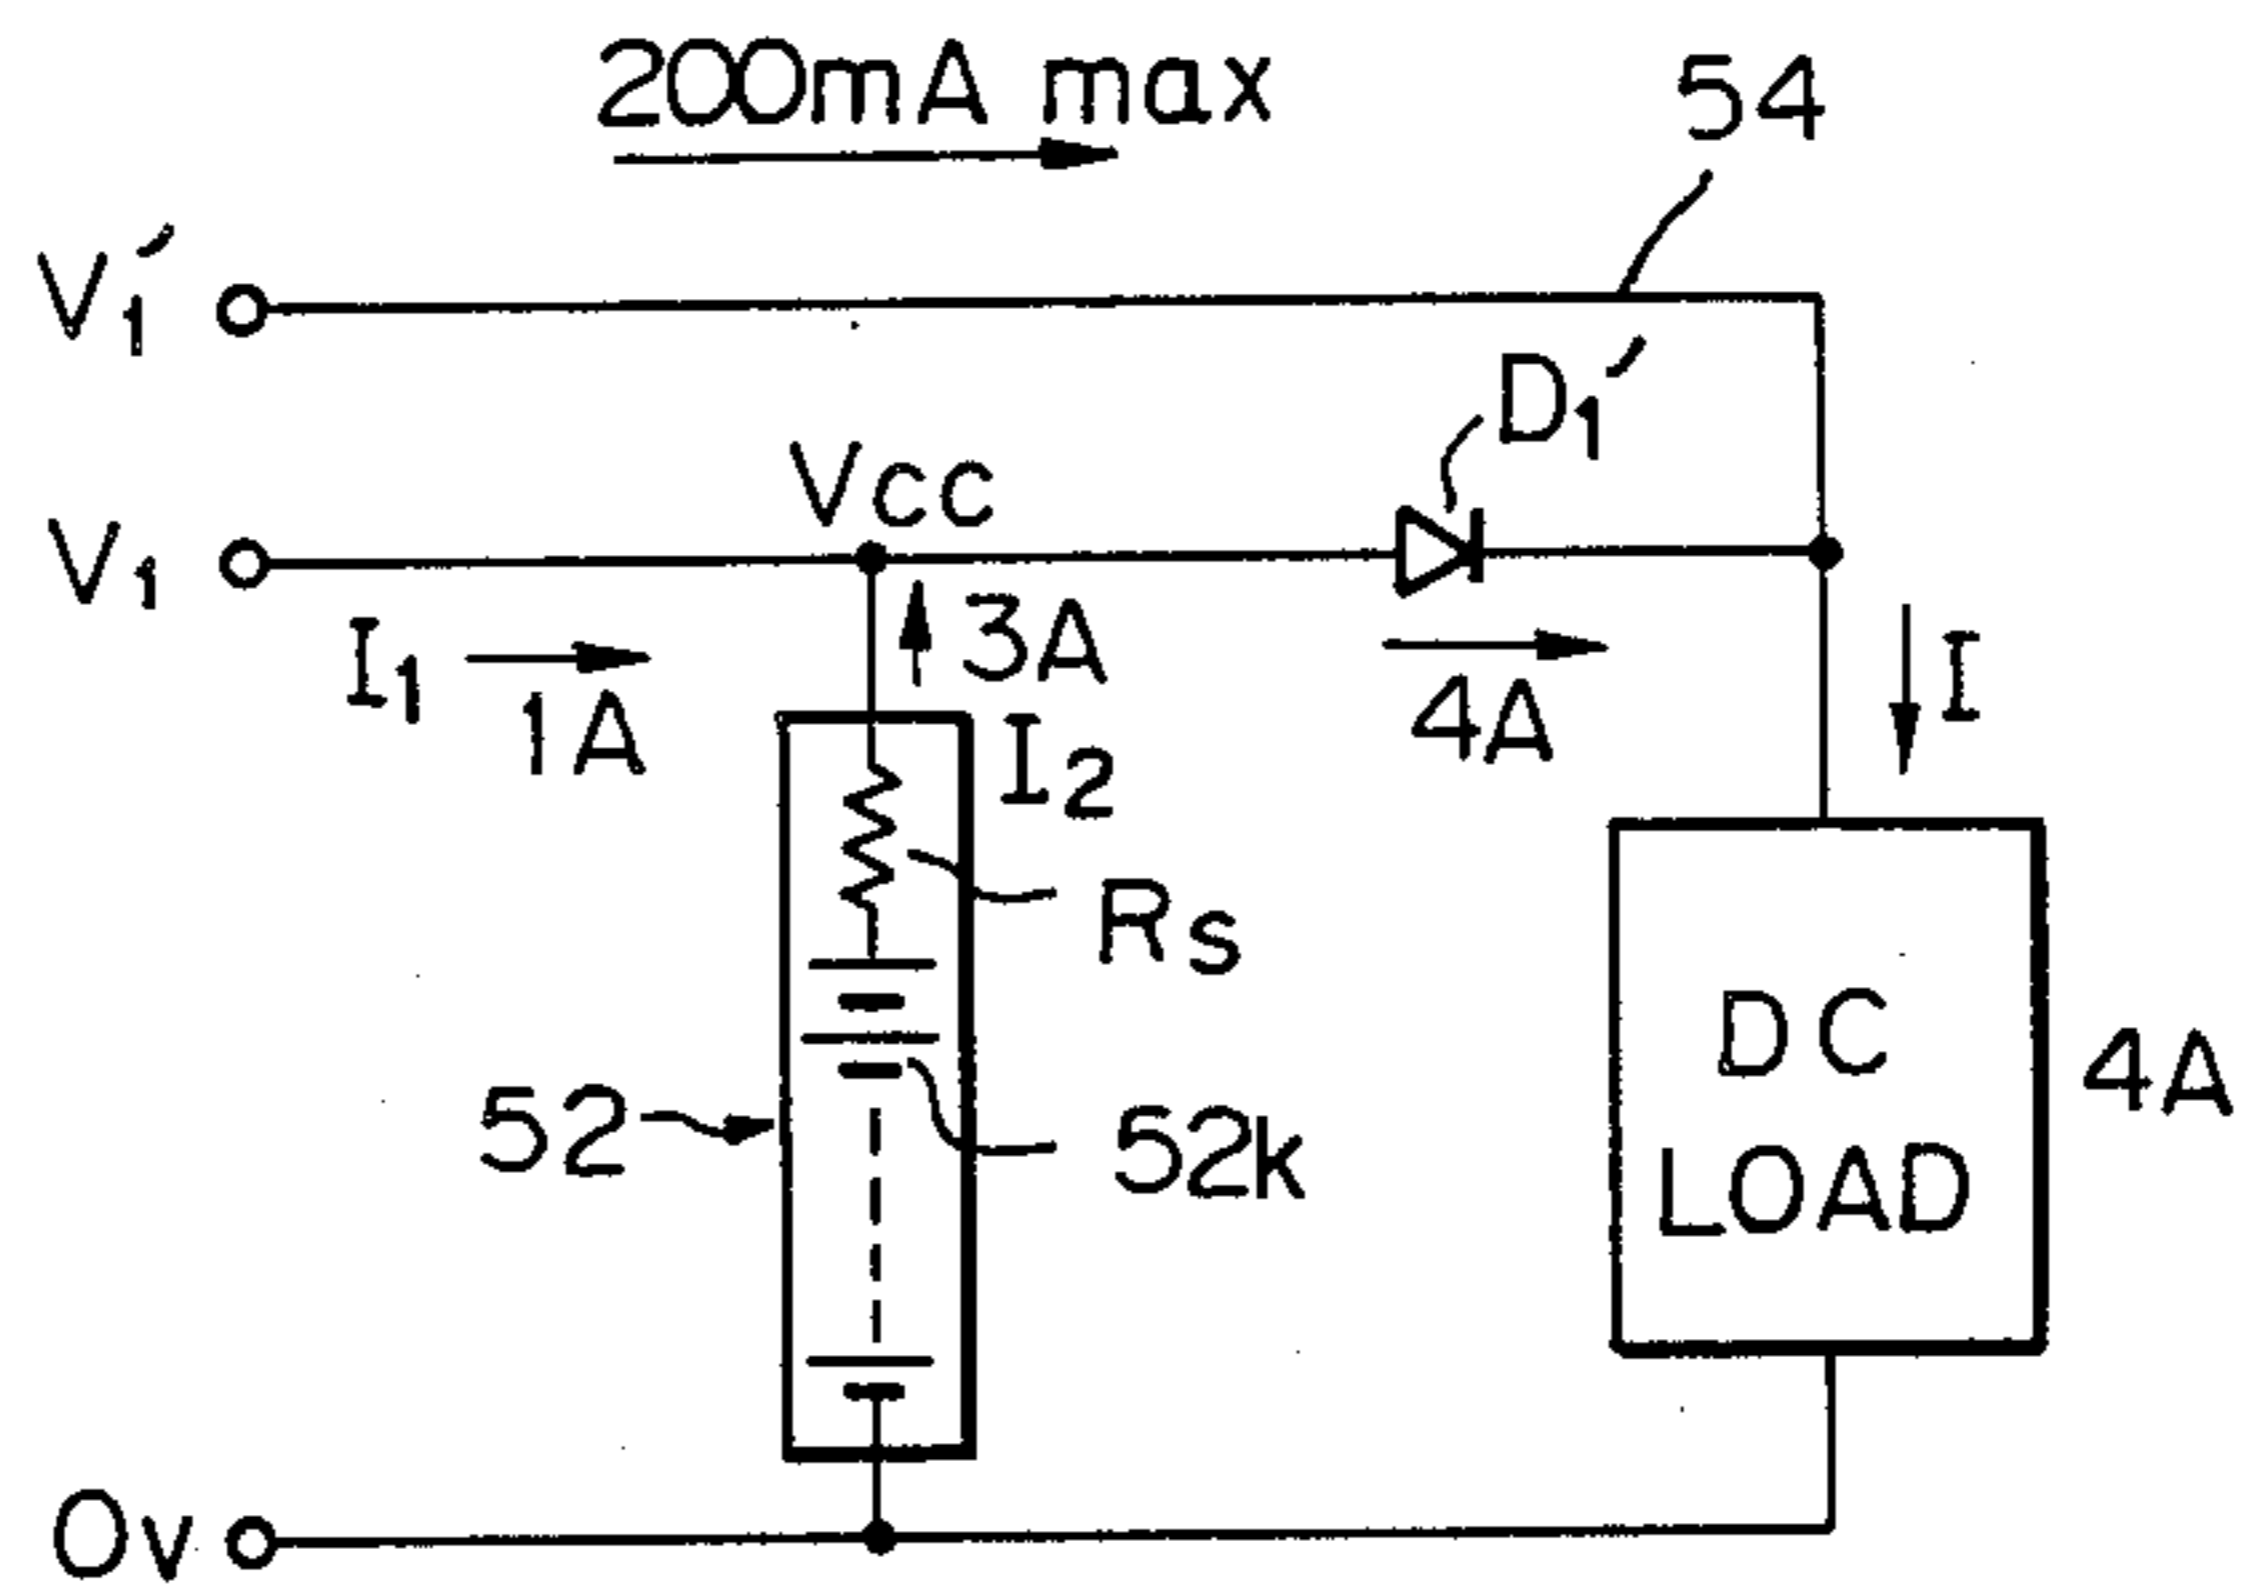 200mA max
54
V1′
D1′
Vcc
V1
3A
I1
1A
4A
I
I2
Rs
DC
LOAD
4A
52
52k
0v